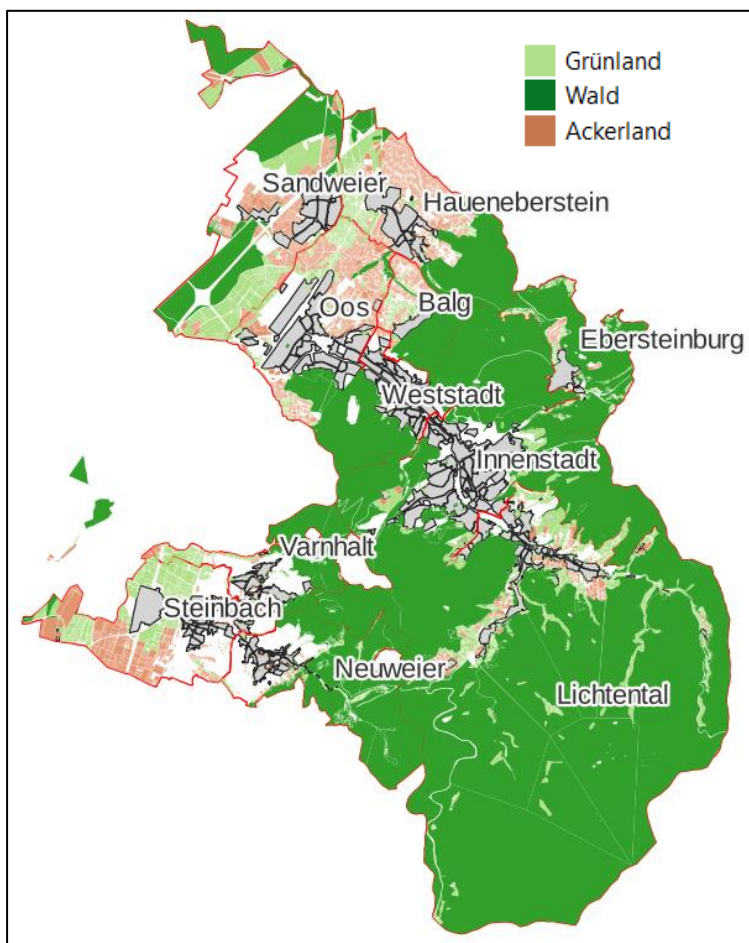 Grünland
Wald
Ackerland
Sandweier
Haueneberstein
Oos
Balg
Ebersteinburg
Weststadt
Innenstadt
Varnhalt
Steinbach
Neuweier
Lichtental